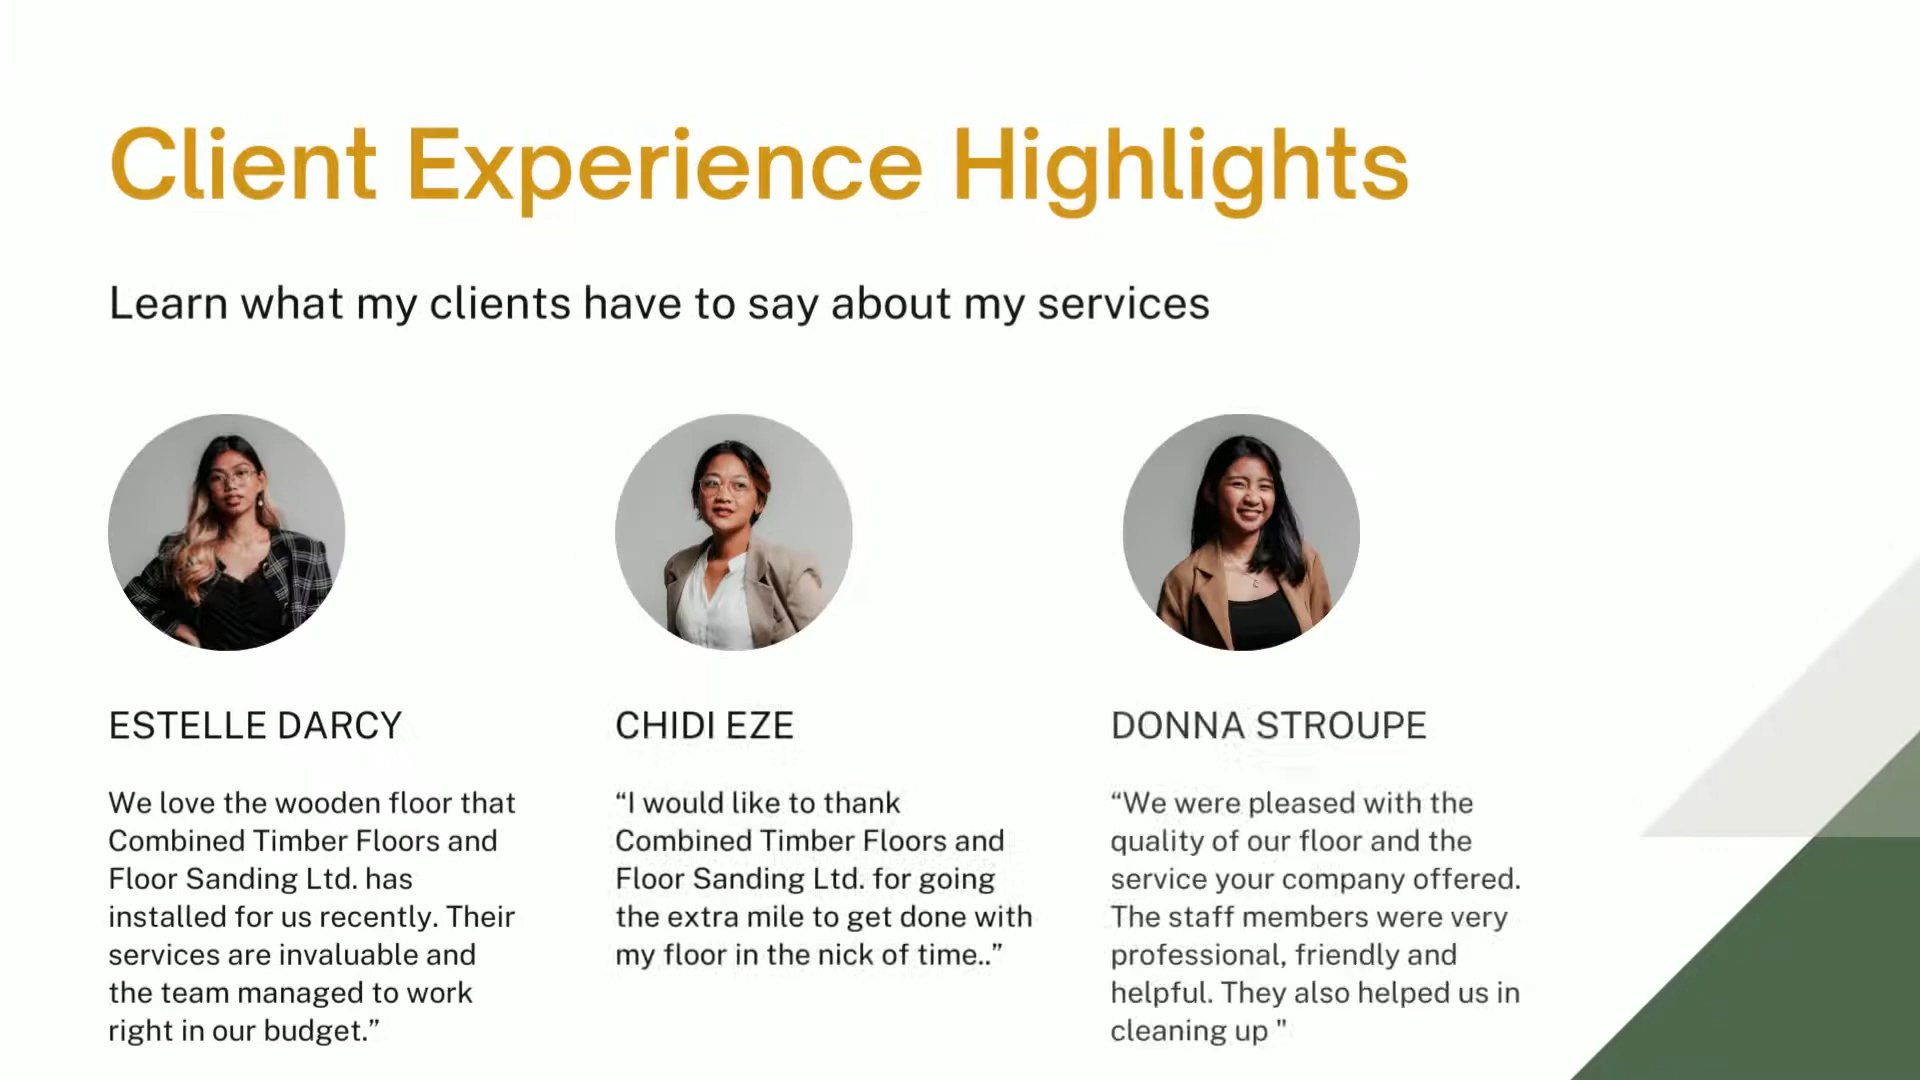 Client Experience Highlights
Learn what my clients have to say about my services
ESTELLE DARCY
We love the wooden floor that
Combined Timber Floors and
Floor Sanding Ltd. has
installed for us recently. Their
services are invaluable and
the team managed to work
right in our budget.”
CHIDI EZE
“I would like to thank
Combined Timber Floors and
Floor Sanding Ltd. for going
the extra mile to get done with
my floor in the nick of time..”
DONNA STROUPE
“We were pleased with the
quality of our floor and the
service your company offered.
The staff members were very
professional, friendly and
helpful. They also helped us in
cleaning up "